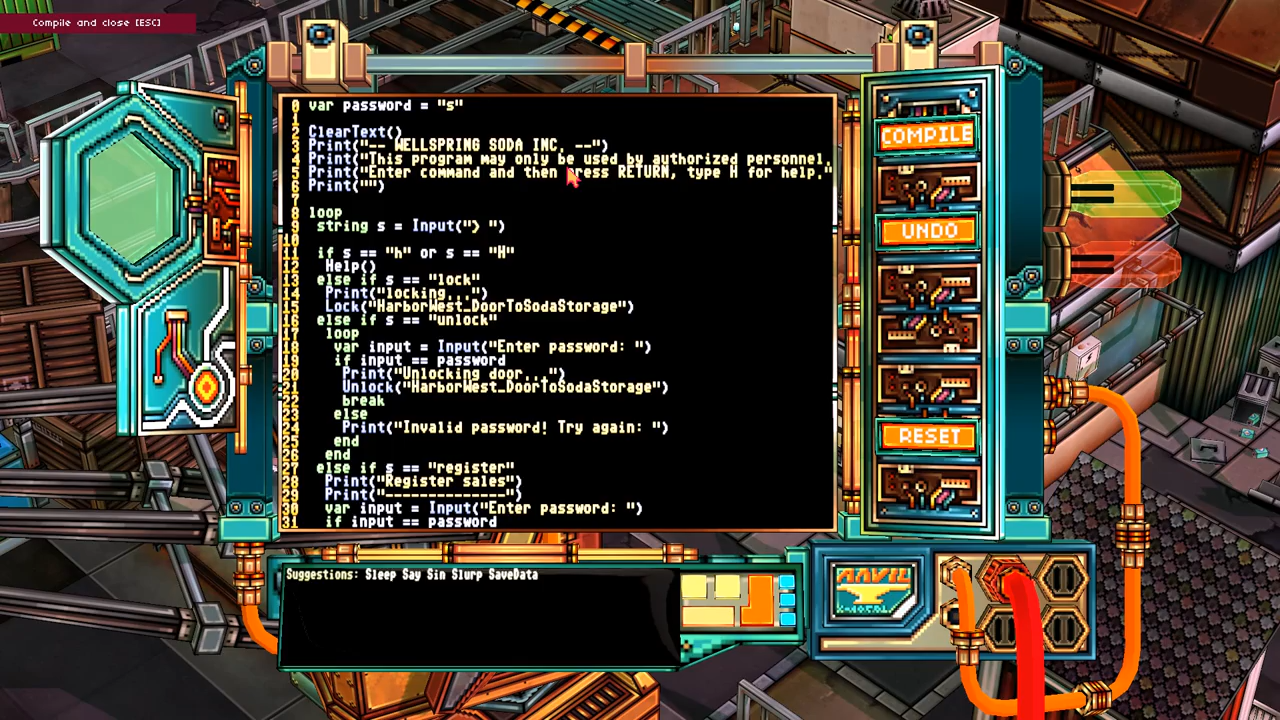 Compile and close [ESC]
0 var password = "s"
1
2 ClearText()
3 Print("-- WELLSPRING SODA INC. --")
4 Print("This program may only be used by authorized personnel.
5 Print("Enter command and then press RETURN, type H for help."
6 Print("")
7
8 loop
9 string s = Input("> ")
10
11 if s == "h" or s == "H"
12 Help()
13 else if s == "lock"
14 Print("locking...")
15 Lock("HarborWest_DoorToSodaStorage")
16 else if s == "unlock"
17 loop
18 var input = Input("Enter password: ")
19 if input == password
20 Print("Unlocking door...")
21 Unlock("HarborWest_DoorToSodaStorage")
22 break
23 else
24 Print("Invalid password! Try again: ")
25 end
26 end
27 else if s == "register"
28 Print("Register sales")
29 Print("--------------")
30 var input = Input("Enter password: ")
31 if input == password
COMPILE
UNDO
RESET
Suggestions: Sleep Say Sin Slurp SaveData
ANVIL